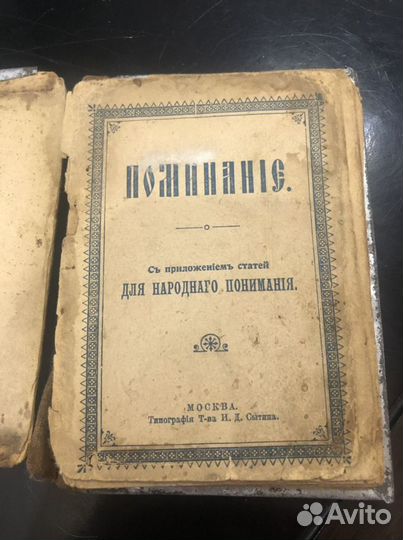 ПОМИНАНІЕ.
Съ приложеніемъ статей
ДЛЯ НАРОДНАГО ПОНИМАНІЯ.
МОСКВА.
Типографія Т-ва И. Д. Сытина.
Avito